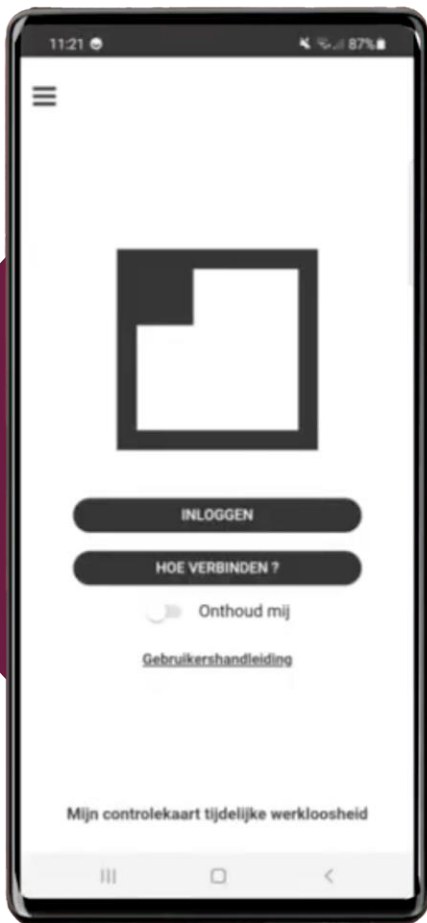 11:21
87%
INLOGGEN
HOE VERBINDEN ?
Onthoud mij
Gebruikershandleiding
Mijn controlekaart tijdelijke werkloosheid